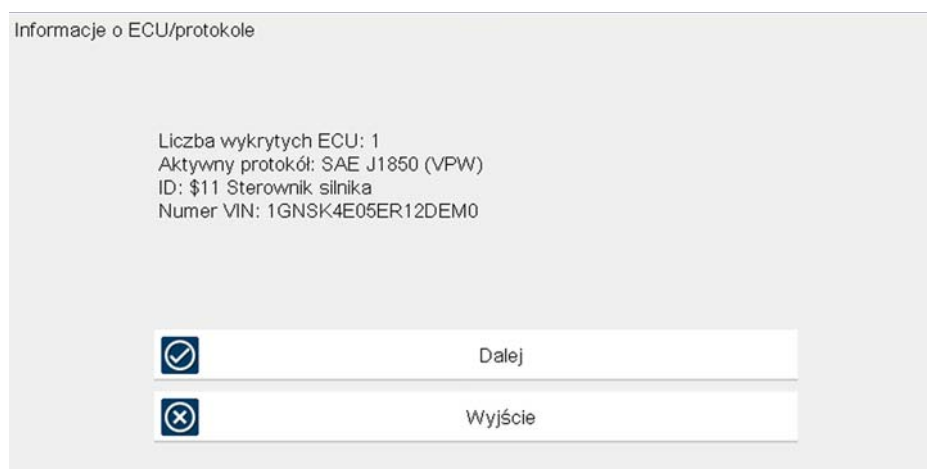 Informacje o ECU/protokole
Liczba wykrytych ECU: 1
Aktywny protokół: SAE J1850 (VPW)
ID: $11 Sterownik silnika
Numer VIN: 1GNSK4E05ER12DEM0
Dalej
Wyjście